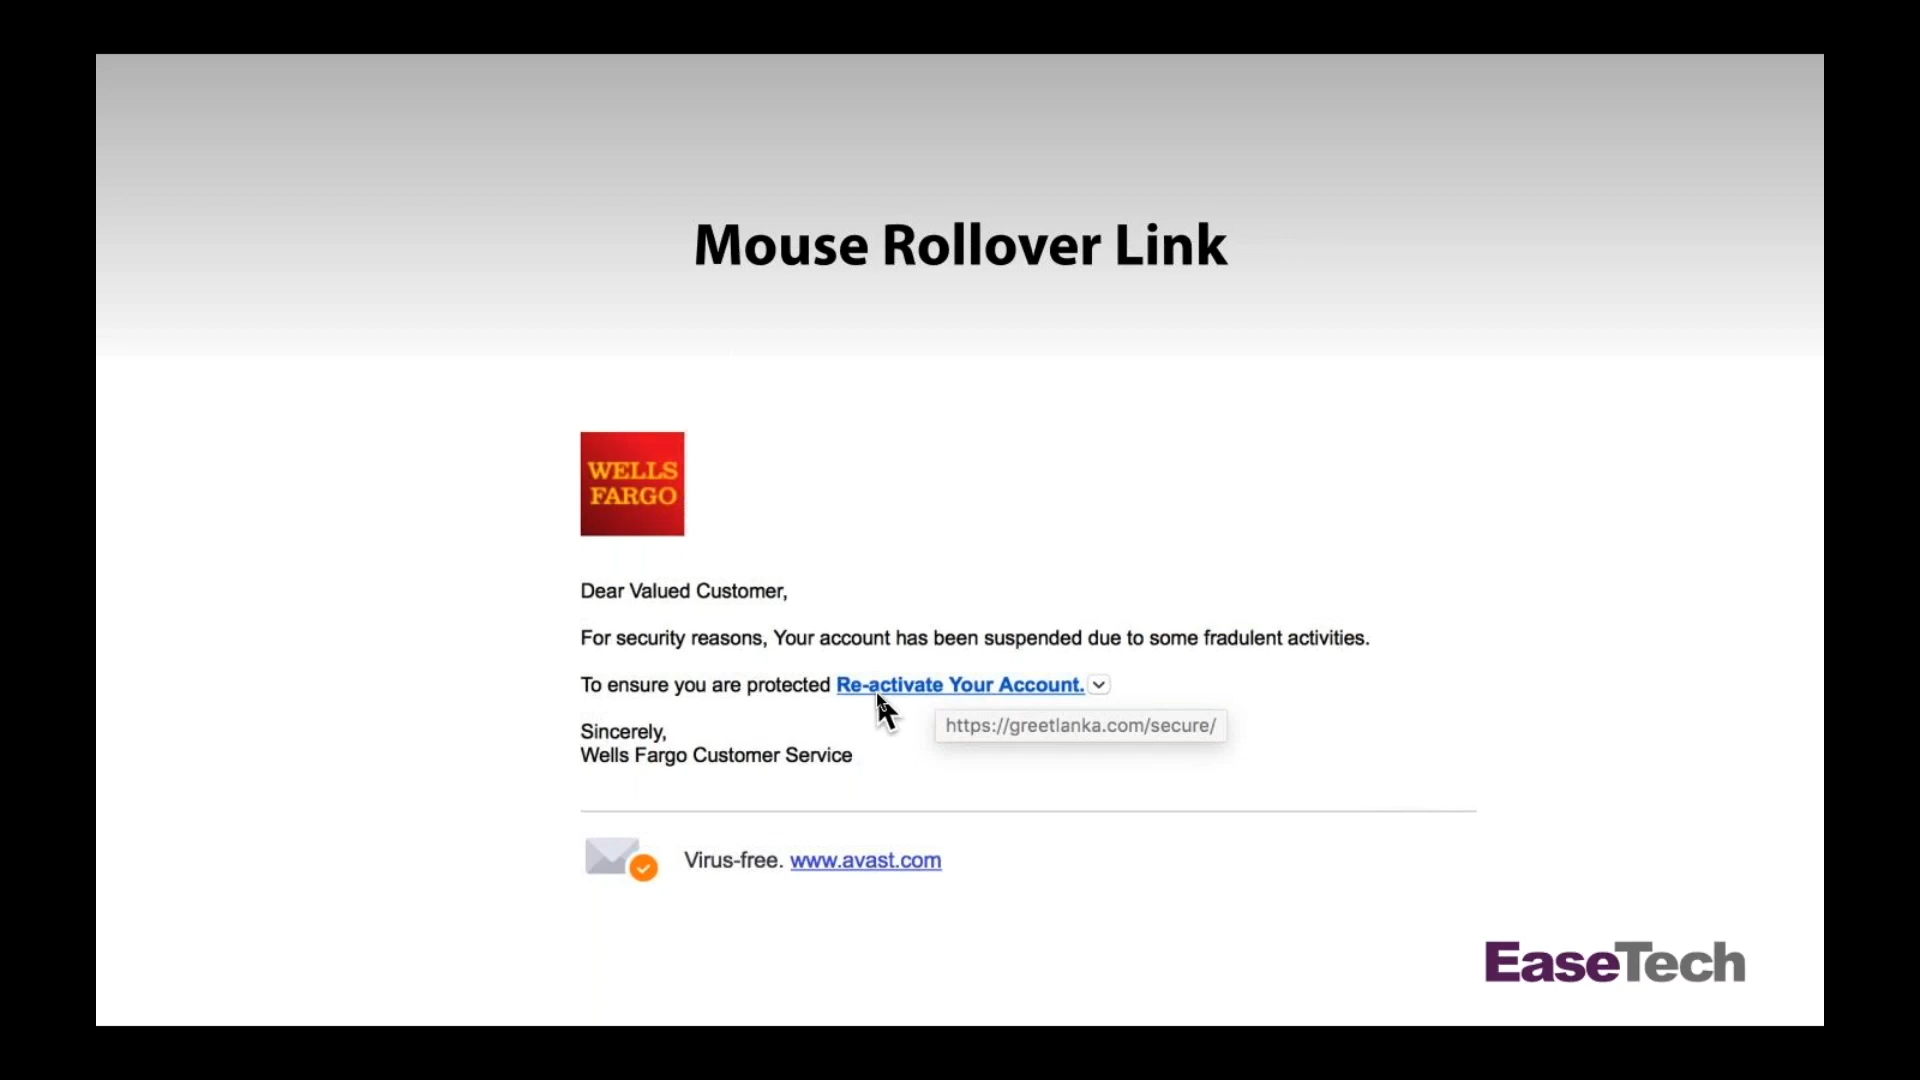 Mouse Rollover Link
WELLS
FARGO
Dear Valued Customer,
For security reasons, Your account has been suspended due to some fradulent activities.
To ensure you are protected Re-activate Your Account.
https://greetlanka.com/secure/
Sincerely,
Wells Fargo Customer Service
Virus-free. www.avast.com
EaseTech